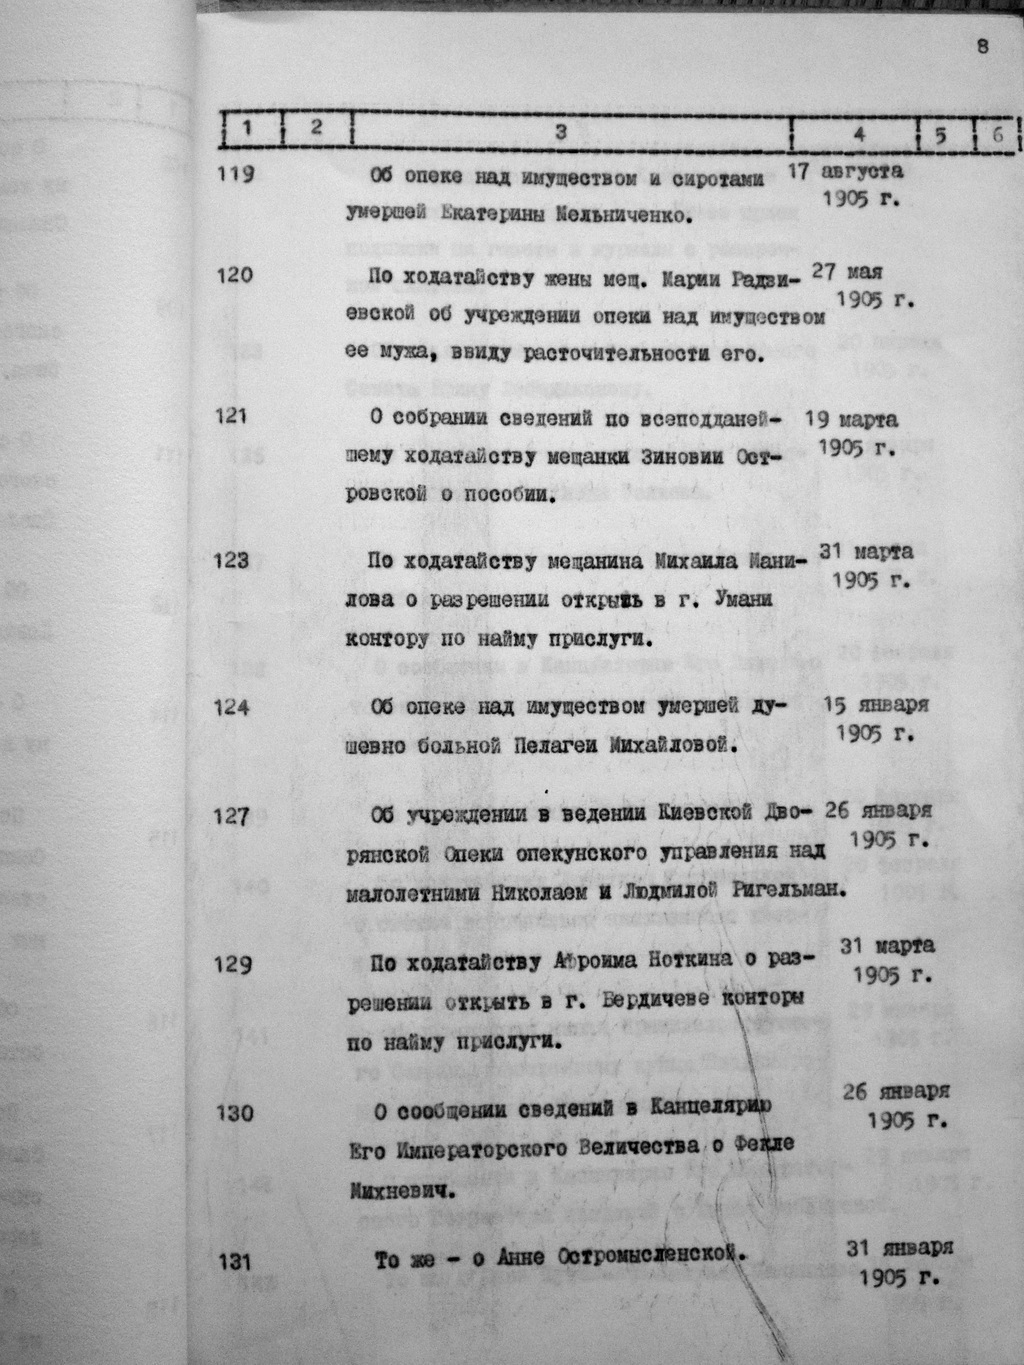 8
1 2 3 4 5 6
119 Об опеке над имуществом и сиротами 17 августа
умершей Екатерины Мельниченко. 1905 г.
120 По ходатайству жены мещ. Марии Радзи- 27 мая
евской об учреждении опеки над имуществом 1905 г.
ее мужа, ввиду расточительности его.
121 О собрании сведений по всеподданей- 19 марта
шему ходатайству мещанки Зиновии Ост- 1905 г.
ровской о пособии.
123 По ходатайству мещанина Михаила Мани- 31 марта
лова о разрешении открыть в г. Умани 1905 г.
контору по найму прислуги.
124 Об опеке над имуществом умершей ду- 15 января
шевно больной Пелагеи Михайловой. 1905 г.
127 Об учреждении в ведении Киевской Дво- 26 января
рянской Опеки опекунского управления над 1905 г.
малолетними Николаем и Людмилой Ригельман.
129 По ходатайству Афроима Ноткина о раз- 31 марта
решении открыть в г. Бердичеве конторы 1905 г.
по найму прислуги.
130 О сообщении сведений в Канцелярию 26 января
Его Императорского Величества о Фекле 1905 г.
Михневич.
131 То же - о Анне Остромысленской. 31 января
1905 г.